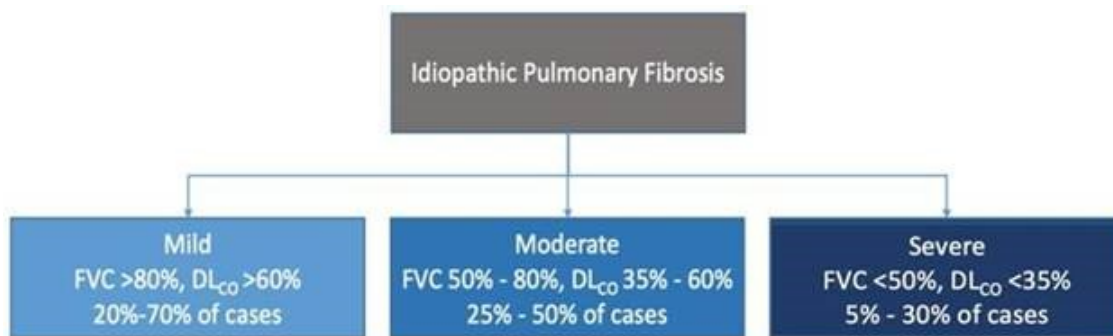 Idiopathic Pulmonary Fibrosis
Mild
FVC >80%, DLCO >60%
20%-70% of cases
Moderate
FVC 50% - 80%, DLCO 35% - 60%
25% - 50% of cases
Severe
FVC <50%, DLCO <35%
5% - 30% of cases